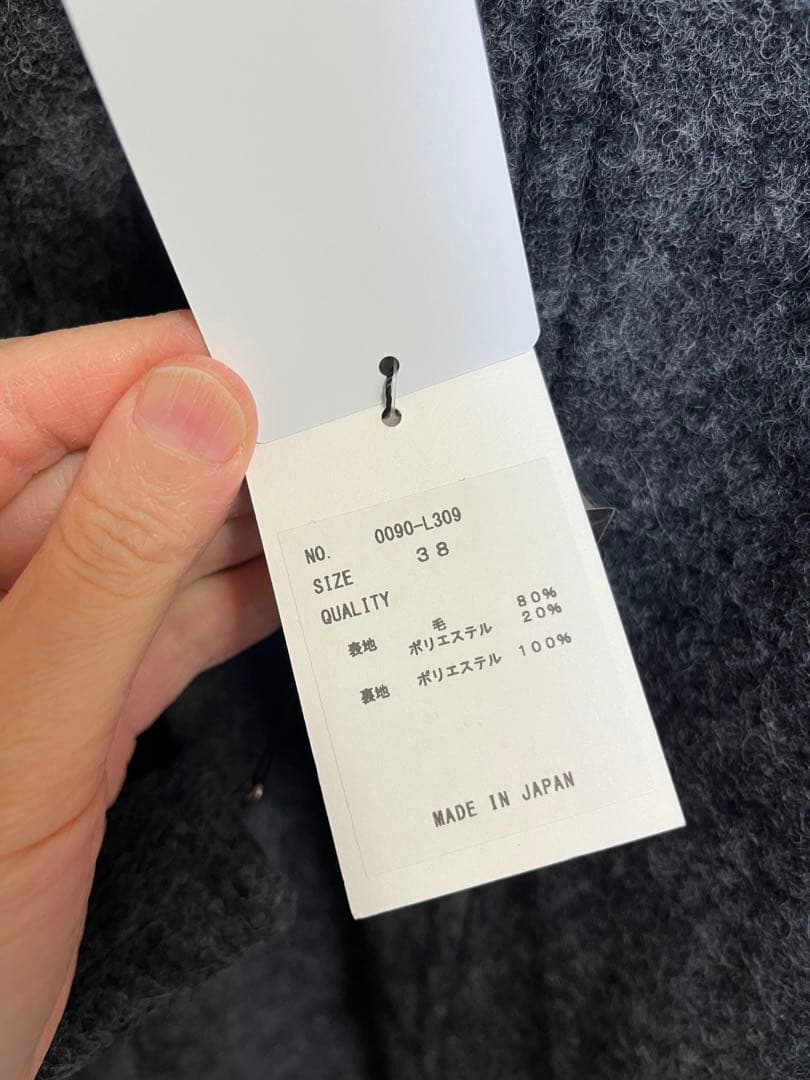 NO. 0090-L309
SIZE 38
QUALITY
表地 毛 80%
ポリエステル 20%
裏地 ポリエステル 100%
MADE IN JAPAN